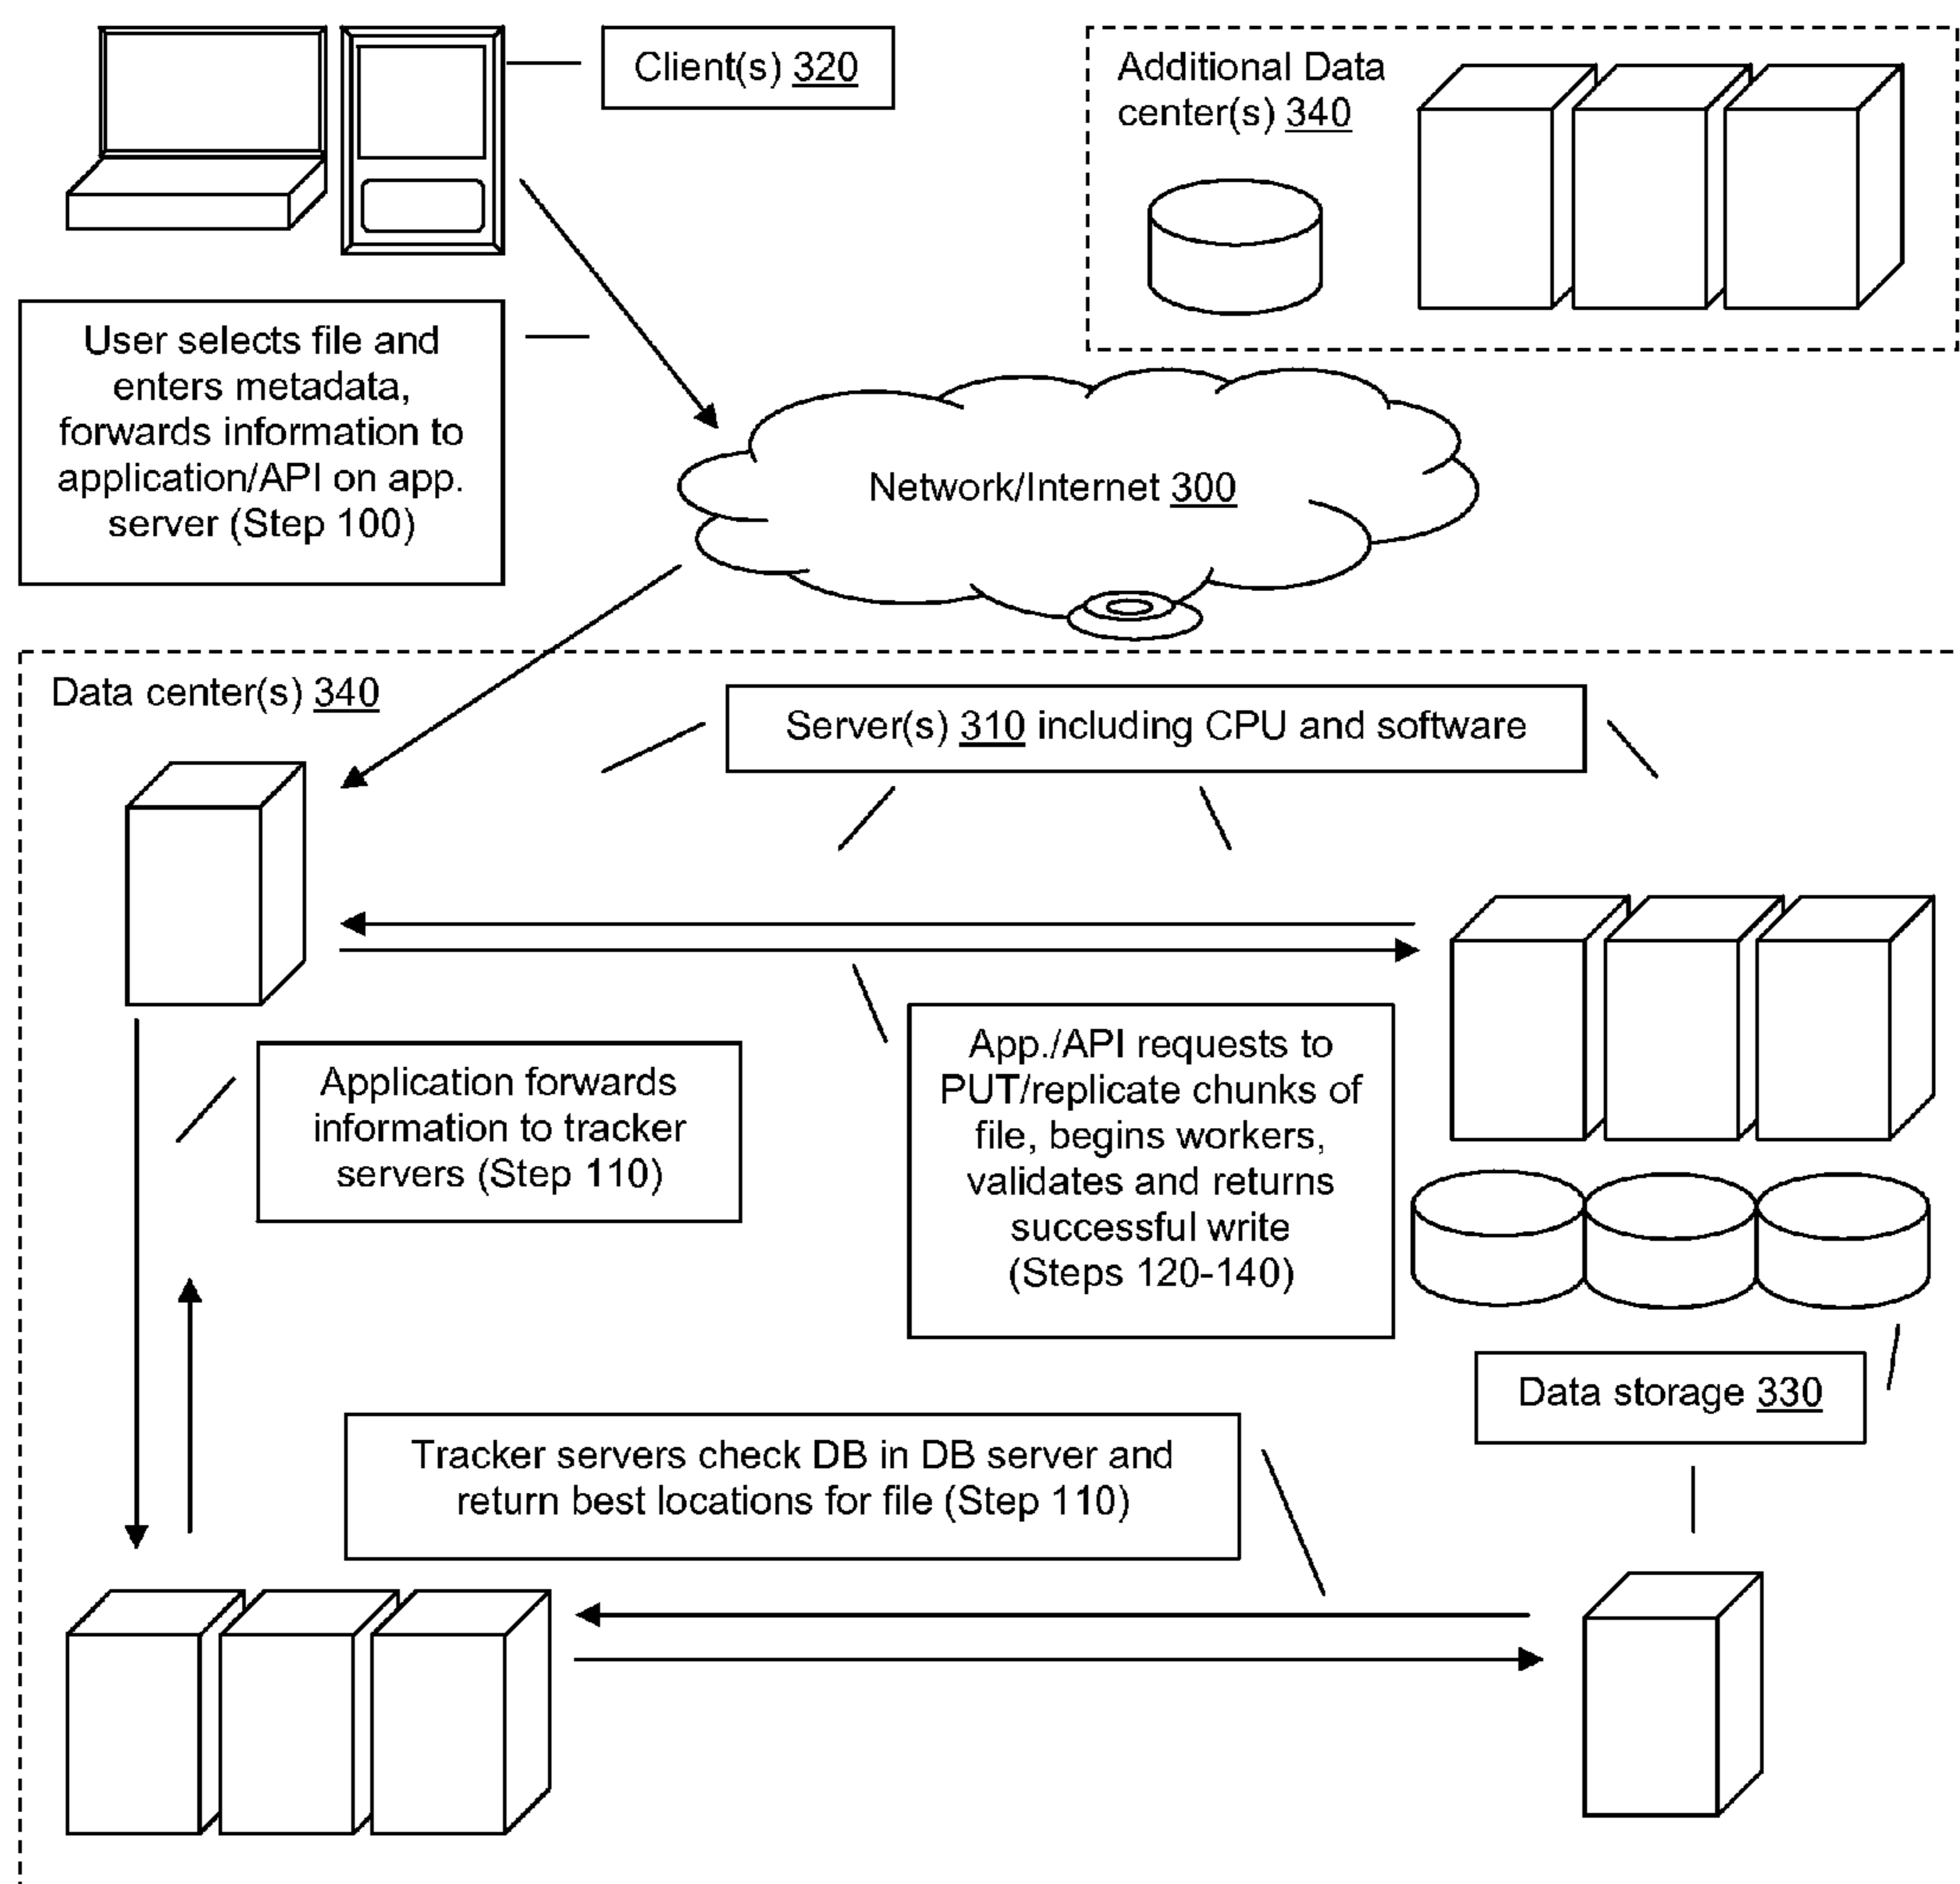 Client(s) 320
Additional Data
center(s) 340
User selects file and
enters metadata,
forwards information to
application/API on app.
server (Step 100)
Network/Internet 300
Data center(s) 340
Server(s) 310 including CPU and software
App./API requests to
PUT/replicate chunks of
file, begins workers,
validates and returns
successful write
(Steps 120-140)
Application forwards
information to tracker
servers (Step 110)
Data storage 330
Tracker servers check DB in DB server and
return best locations for file (Step 110)